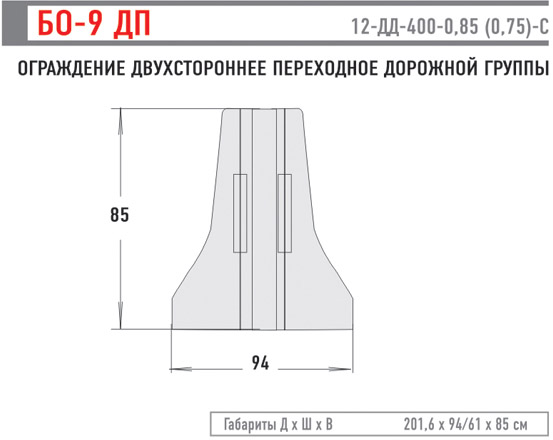 БО-9 ДП 12-ДД-400-0,85 (0,75)-С
ОГРАЖДЕНИЕ ДВУХСТОРОННЕЕ ПЕРЕХОДНОЕ ДОРОЖНОЙ ГРУППЫ
85
94
Габариты Д x Ш x В 201,6 x 94/61 x 85 см